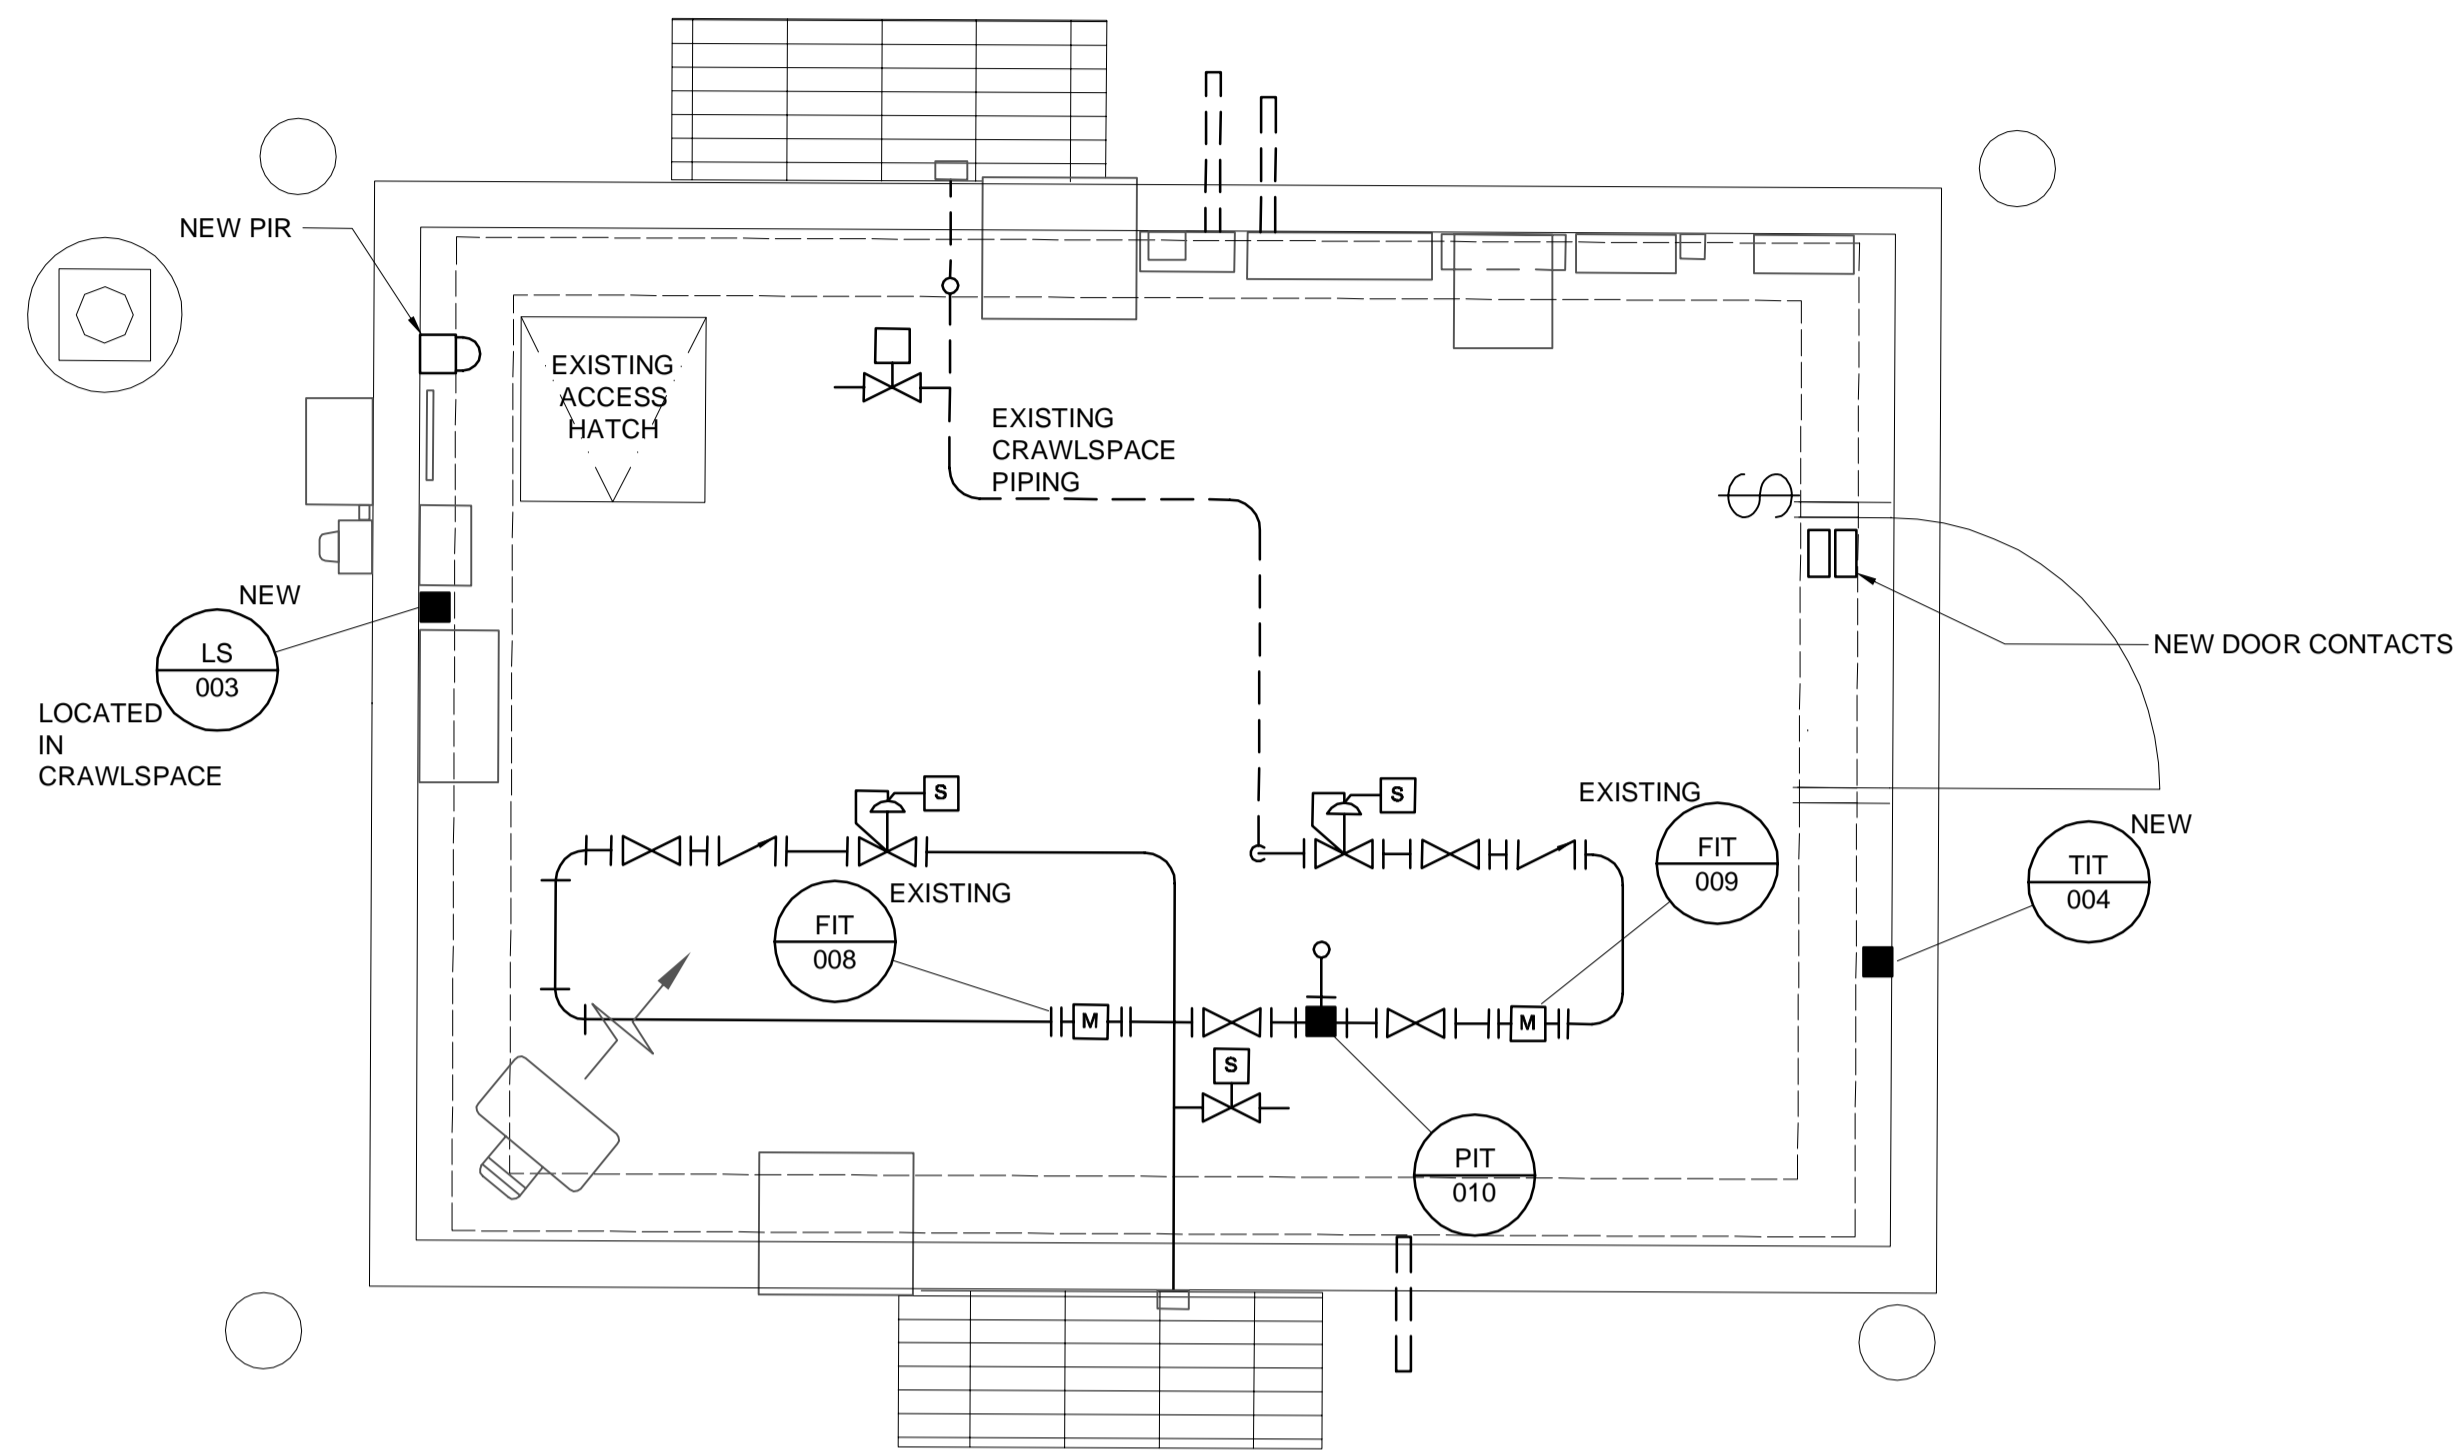 NEW PIR
EXISTING
ACCESS
HATCH
EXISTING
CRAWLSPACE
PIPING
NEW
LS
003
LOCATED
IN
CRAWLSPACE
NEW DOOR CONTACTS
S
S
EXISTING
FIT
009
NEW
TIT
004
EXISTING
FIT
008
M
M
S
PIT
010